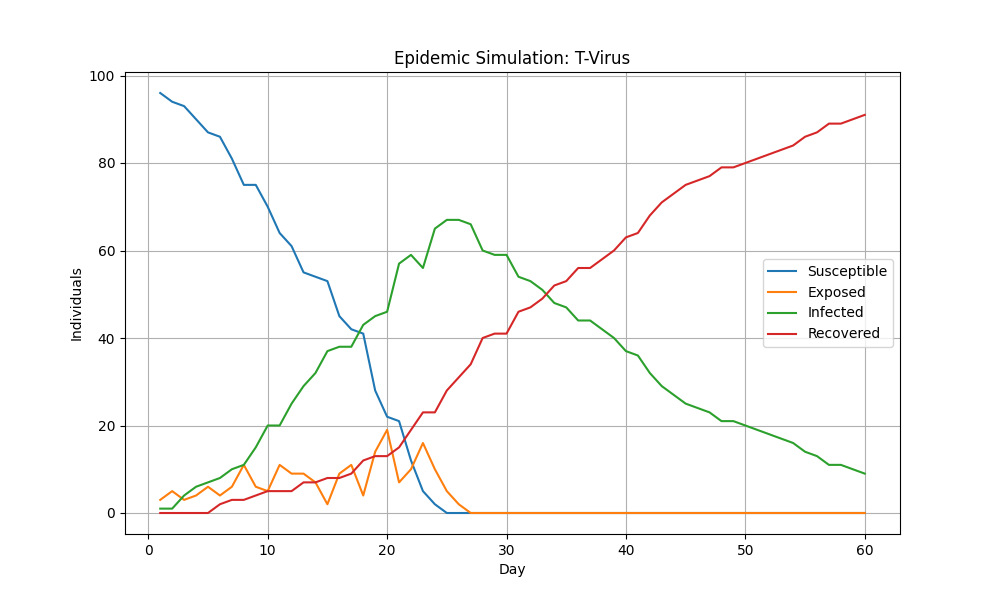 Epidemic Simulation: T-Virus
100
80
60
40
20
0
Individuals
Susceptible
Exposed
Infected
Recovered
0 10 20 30 40 50 60
Day